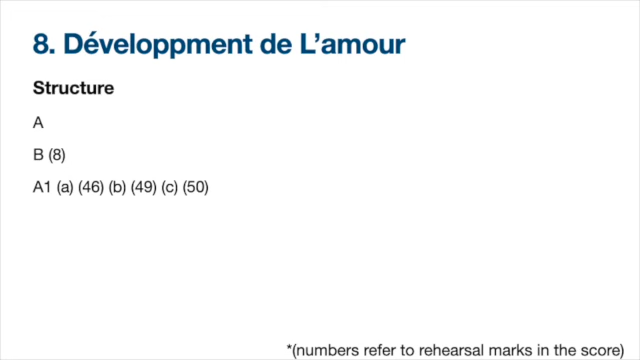 8. Développment de L’amour
Structure
A
B (8)
A1 (a) (46) (b) (49) (c) (50)
*(numbers refer to rehearsal marks in the score)